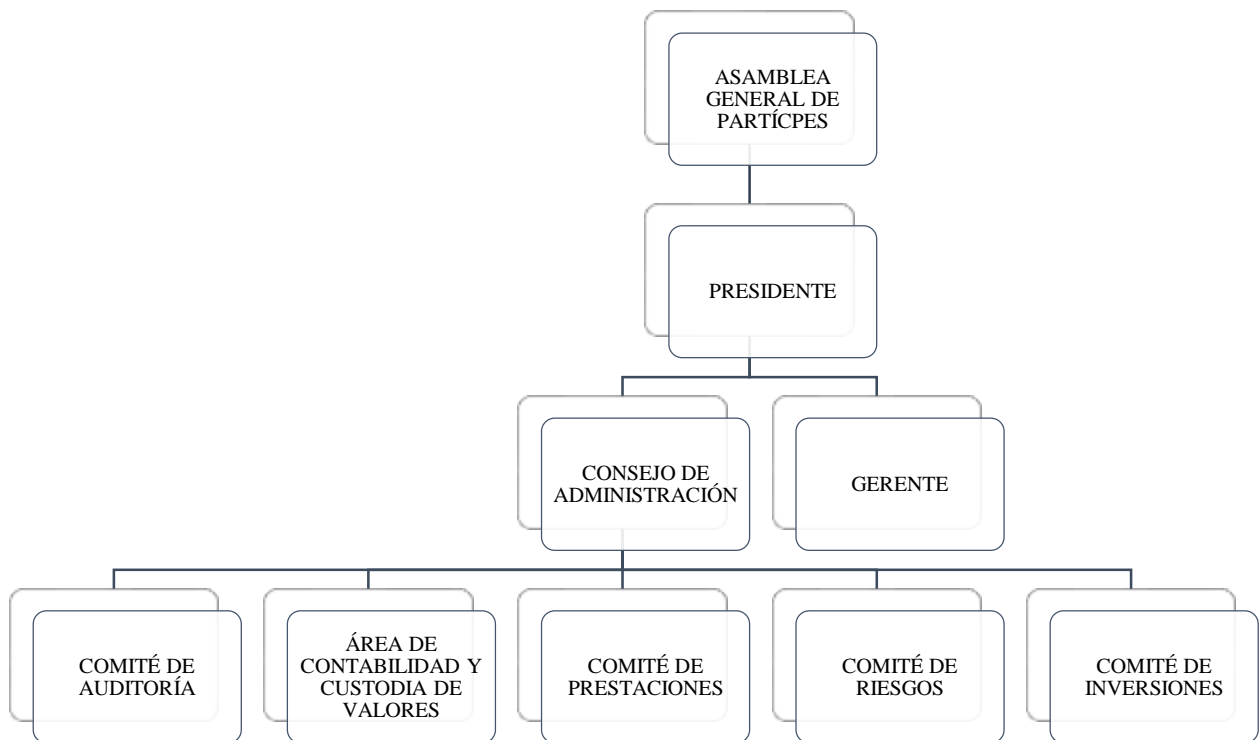 ASAMBLEA
GENERAL DE
PARTÍCPES
PRESIDENTE
CONSEJO DE
ADMINISTRACIÓN
GERENTE
COMITÉ DE
AUDITORÍA
ÁREA DE
CONTABILIDAD Y
CUSTODIA DE
VALORES
COMITÉ DE
PRESTACIONES
COMITÉ DE
RIESGOS
COMITÉ DE
INVERSIONES